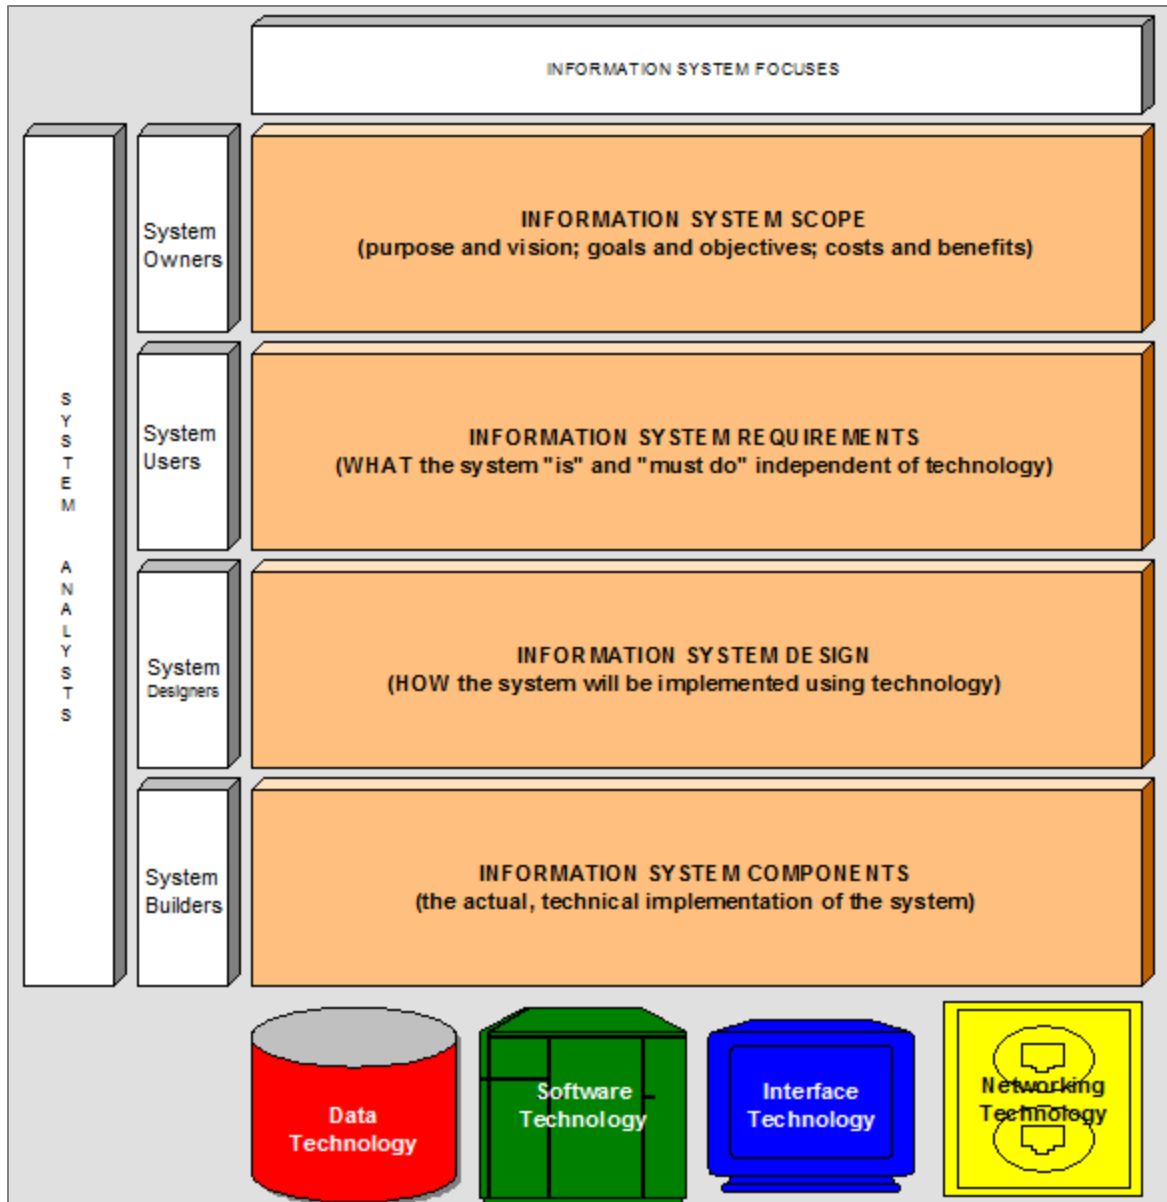 INFORMATION SYSTEM FOCUSES
SYSTEM ANALYSTS
System
Owners
INFORMATION SYSTEM SCOPE
(purpose and vision; goals and objectives; costs and benefits)
System
Users
INFORMATION SYSTEM REQUIREMENTS
(WHAT the system "is" and "must do" independent of technology)
System
Designers
INFORMATION SYSTEM DESIGN
(HOW the system will be implemented using technology)
System
Builders
INFORMATION SYSTEM COMPONENTS
(the actual, technical implementation of the system)
Data
Technology
Software
Technology
Interface
Technology
Networking
Technology